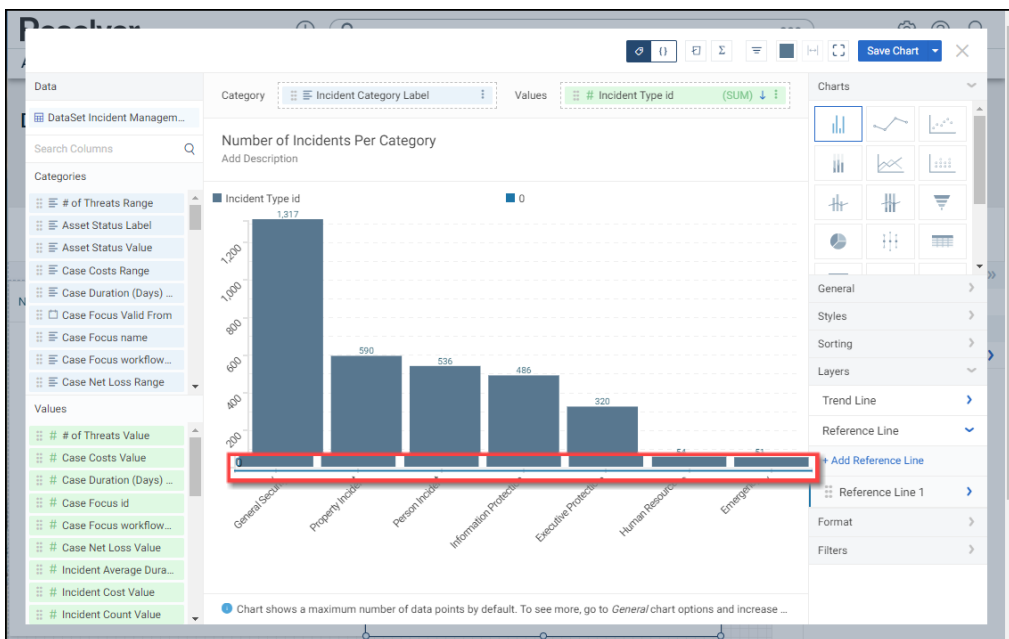 Resolver
Save Chart
Data
DataSet Incident Managem...
Search Columns
Categories
# of Threats Range
Asset Status Label
Asset Status Value
Case Costs Range
Case Duration (Days) ...
Case Focus Valid From
Case Focus name
Case Focus workflow...
Case Net Loss Range
Values
# # of Threats Value
# Case Costs Value
# Case Duration (Days) ...
# Case Focus id
# Case Focus workflow...
# Case Net Loss Value
# Incident Average Dura...
# Incident Cost Value
# Incident Count Value
Category
Incident Category Label
Values
# Incident Type id (SUM)
Number of Incidents Per Category
Add Description
Incident Type id
0
1,317
590
536
486
320
54
51
1,200
1,000
800
600
400
200
0
General Securi
Property Incident
Person Incident
Information Protection
Executive Protection
Human Resourc
Emergen
Chart shows a maximum number of data points by default. To see more, go to General chart options and increase ...
Charts
General
Styles
Sorting
Layers
Trend Line
Reference Line
+ Add Reference Line
Reference Line 1
Format
Filters